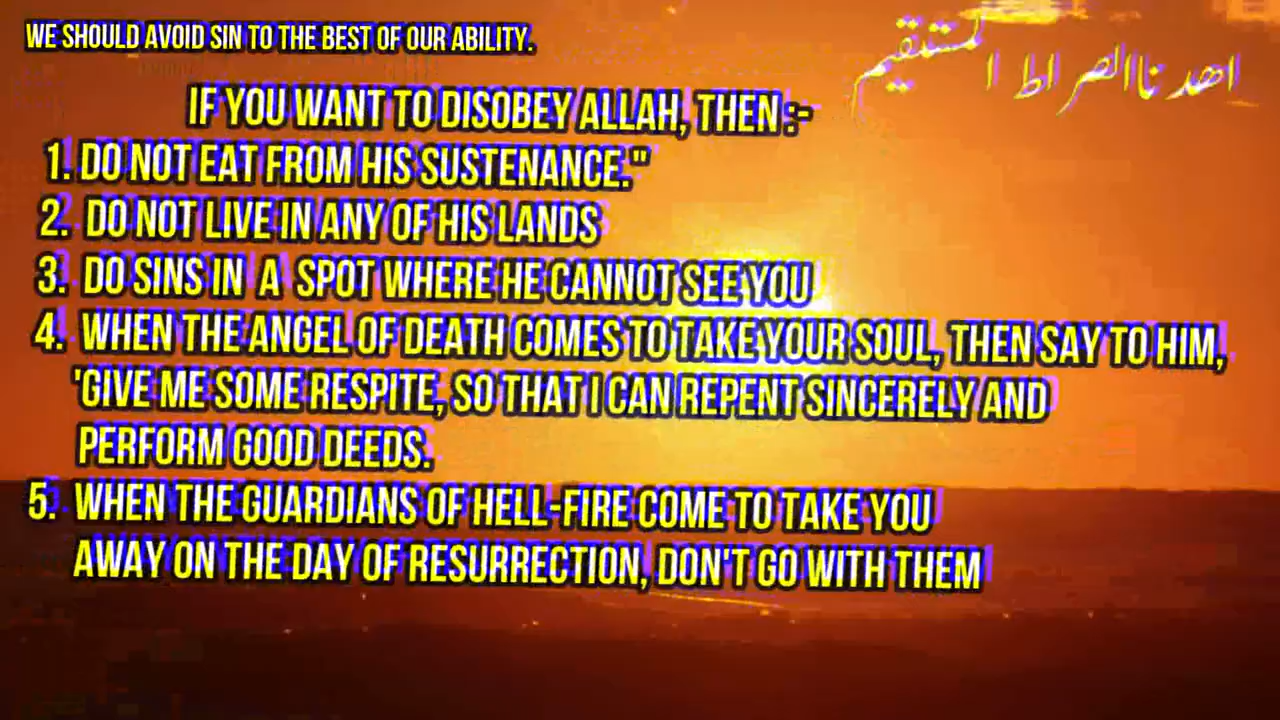 WE SHOULD AVOID SIN TO THE BEST OF OUR ABILITY.
اهدنا الصراط المستقيم
IF YOU WANT TO DISOBEY ALLAH, THEN :-
1. DO NOT EAT FROM HIS SUSTENANCE."
2. DO NOT LIVE IN ANY OF HIS LANDS
3. DO SINS IN A SPOT WHERE HE CANNOT SEE YOU
4. WHEN THE ANGEL OF DEATH COMES TO TAKE YOUR SOUL, THEN SAY TO HIM,
'GIVE ME SOME RESPITE, SO THAT I CAN REPENT SINCERELY AND
PERFORM GOOD DEEDS.
5. WHEN THE GUARDIANS OF HELL-FIRE COME TO TAKE YOU
AWAY ON THE DAY OF RESURRECTION, DON'T GO WITH THEM